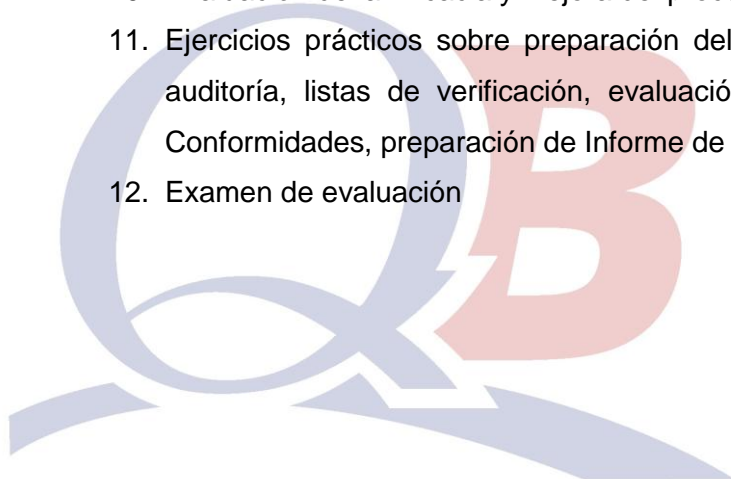 11. Ejercicios prácticos sobre preparación del
auditoría, listas de verificación, evaluació
Conformidades, preparación de Informe de
12. Examen de evaluación
QB